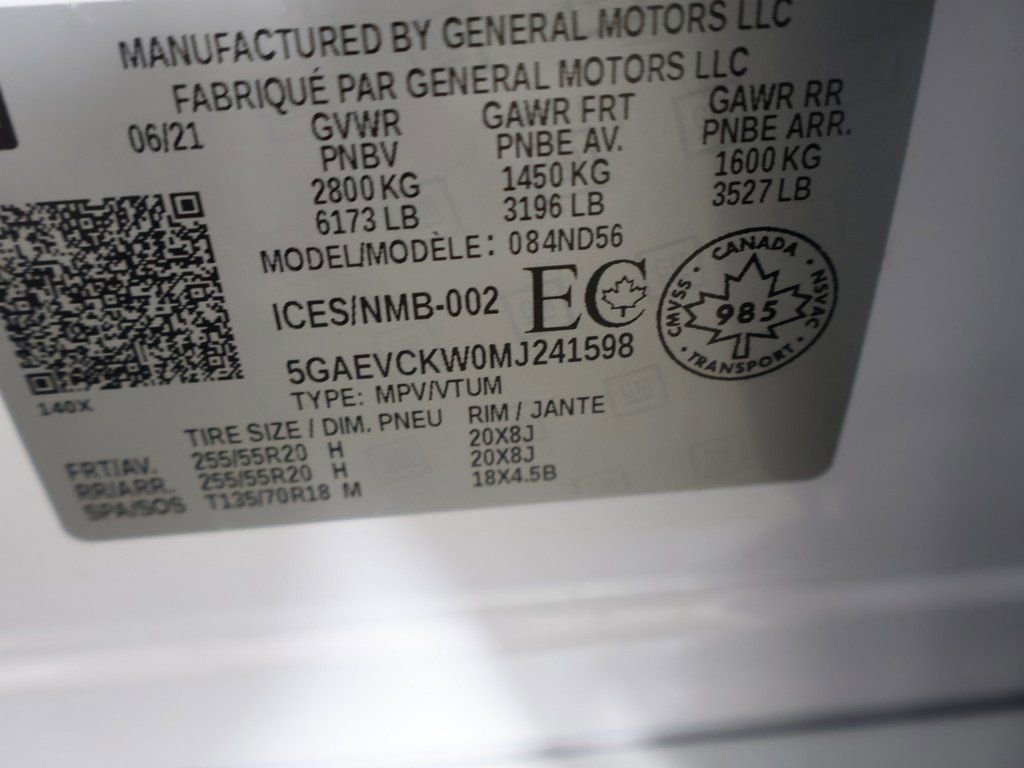 MANUFACTURED BY GENERAL MOTORS LLC
FABRIQUÉ PAR GENERAL MOTORS LLC
06/21 GVWR GAWR FRT GAWR RR
PNBV PNBE AV. PNBE ARR.
2800 KG 1450 KG 1600 KG
6173 LB 3196 LB 3527 LB
MODEL/MODÈLE: 084ND56
ICES/NMB-002 EC
CANADA
CMVSS 985 NSVAC
TRANSPORT
5GAEVCKW0MJ241598
140X
TYPE: MPV/VTUM
TIRE SIZE / DIM. PNEU RIM / JANTE
FRT/AV. 255/55R20 H 20X8J
RR/ARR. 255/55R20 H 20X8J
SPA/SOS T135/70R18 M 18X4.5B
GM